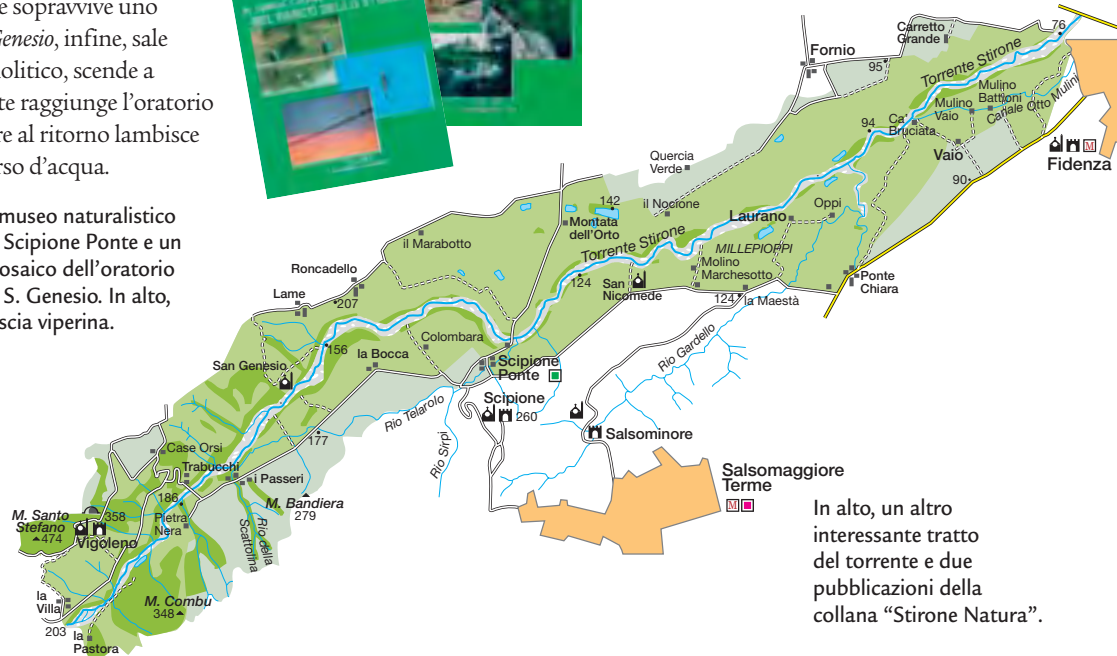 e sopravvive uno
Genesio, infine, sale
olitico, scende a
te raggiunge l'oratorio
re al ritorno lambisce
rso d'acqua.
museo naturalistico
Scipione Ponte e un
osaico dell'oratorio
S. Genesio. In alto,
scia viperina.
76
Carretto
Grande
Fornio
95
Torrente Stirone
Mulino
Battioni
Mulino
Vaio
Canale Otto Mulini
Ca'
Bruciata
94
Vaio
M
Fidenza
90
Quercia
Verde
142
il Nocione
Montata
dell'Orto
Laurano
Oppi
Torrente Stirone
MILLEPIOPPI
il Marabotto
Molino
Marchesotto
Roncadello
124
San
Nicomede
Ponte
Chiara
124
la Maestà
Lame
207
Colombara
156
la Bocca
Rio Gardello
San Genesio
Scipione
Ponte
Rio Telarolo
Scipione
260
Salsominore
177
Rio Sirpi
Case Orsi
Trabucchi
i Passeri
Salsomaggiore
Terme
M
186
M. Bandiera
279
M. Santo
Stefano
474
358
Pietra
Nera
Vigoleno
Rio della
Scattolina
la
Villa
M. Combu
348
203
la
Pastora
In alto, un altro
interessante tratto
del torrente e due
pubblicazioni della
collana "Stirone Natura".